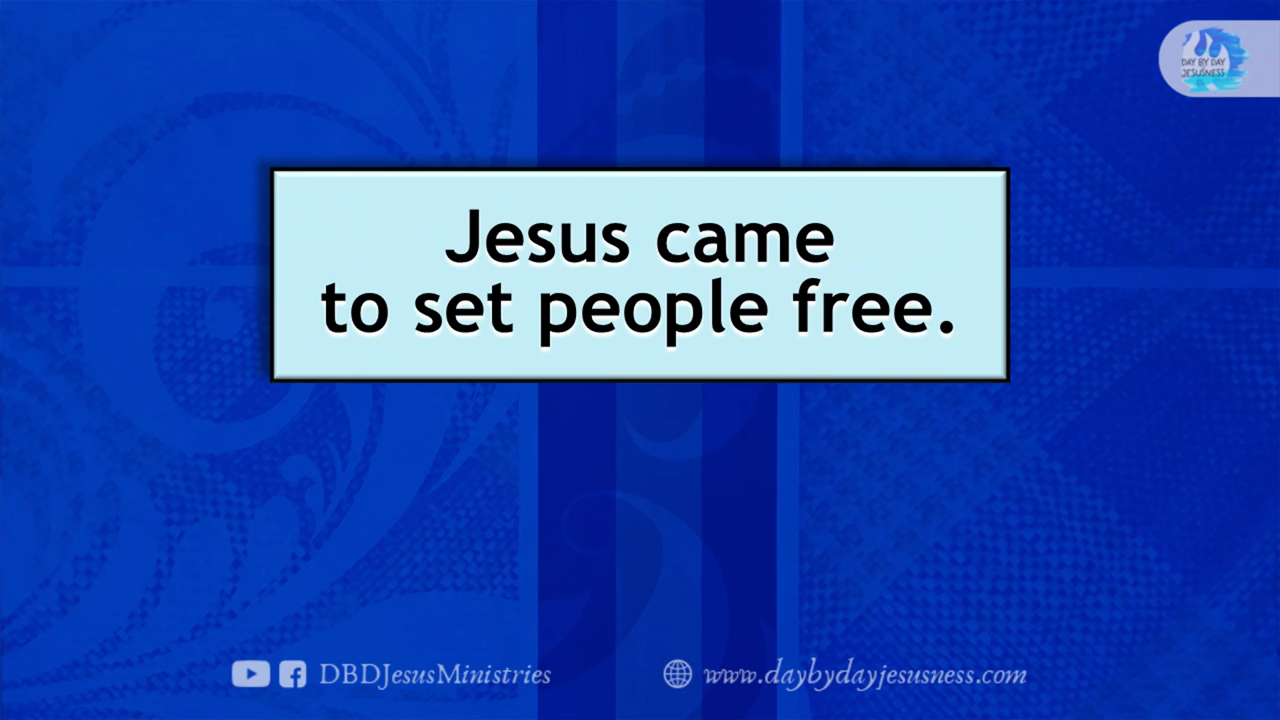 DAY BY DAY
JESUSNESS
Jesus came
to set people free.
DBDJesusMinistries
www.daybydayjesusness.com